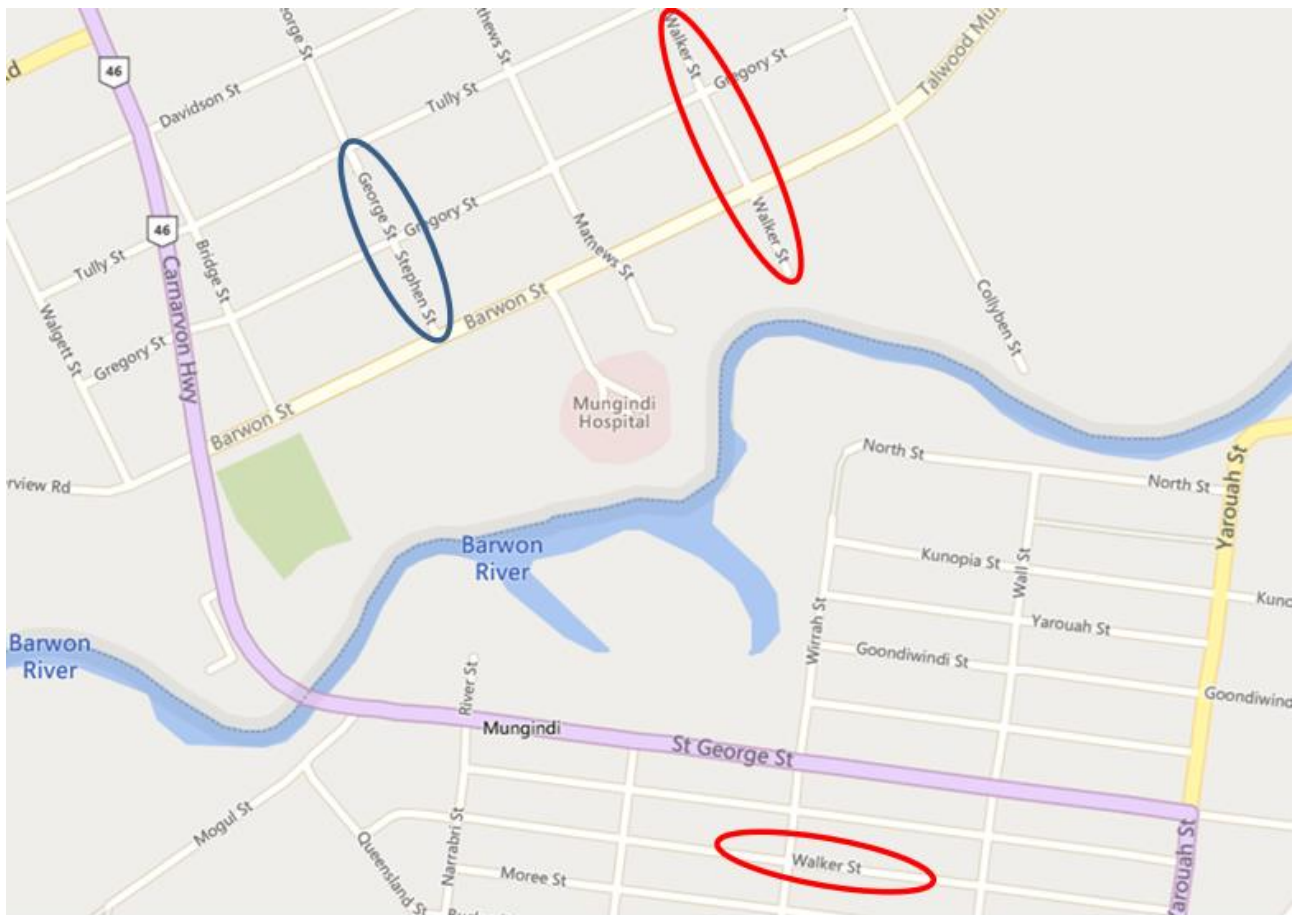 George St
thews St
Walker St
Gregory St
Talwood Mun
d
46
Davidson St
Tully St
George St
Gregory St
Stephen St
Mathews St
Walker St
46
Tully St
Bridge St
Carnarvon Hwy
Walgett St
Gregory St
Barwon St
Collyben St
Mungindi
Hospital
Barwon St
erview Rd
North St
North St
Yarouah St
Barwon
River
Kunopia St
Wall St
Kuno
Wirrah St
Yarouah St
Goondiwindi St
Goondiwind
Barwon
River
River St
Mungindi
St George St
Mogul St
Queensland St
Narrabri St
Moree St
Walker St
Yarouah St